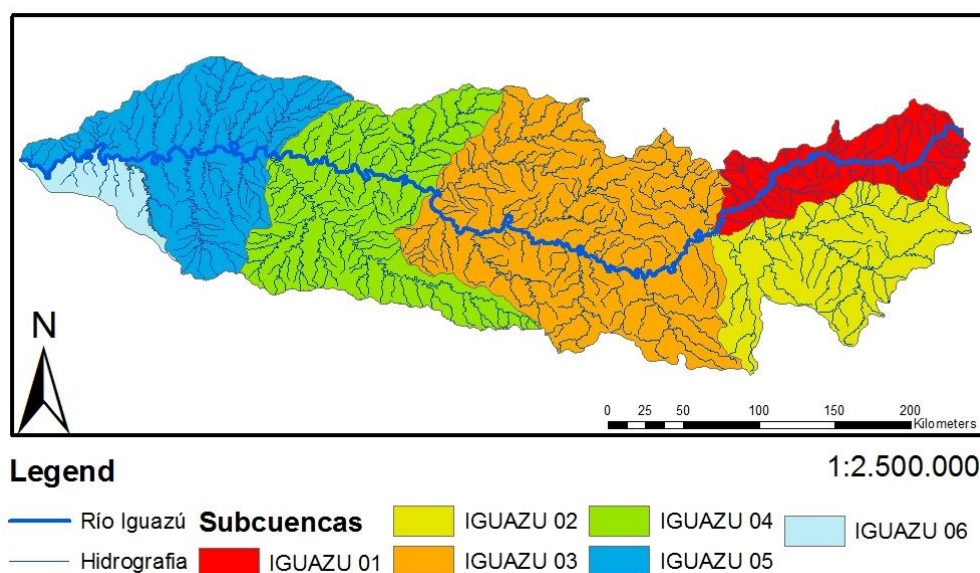 N
0 25 50 100 150 200
Kilometers
Legend
1:2.500.000
Río Iguazú
Hidrografia
Subcuencas
IGUAZU 01
IGUAZU 02
IGUAZU 03
IGUAZU 04
IGUAZU 05
IGUAZU 06